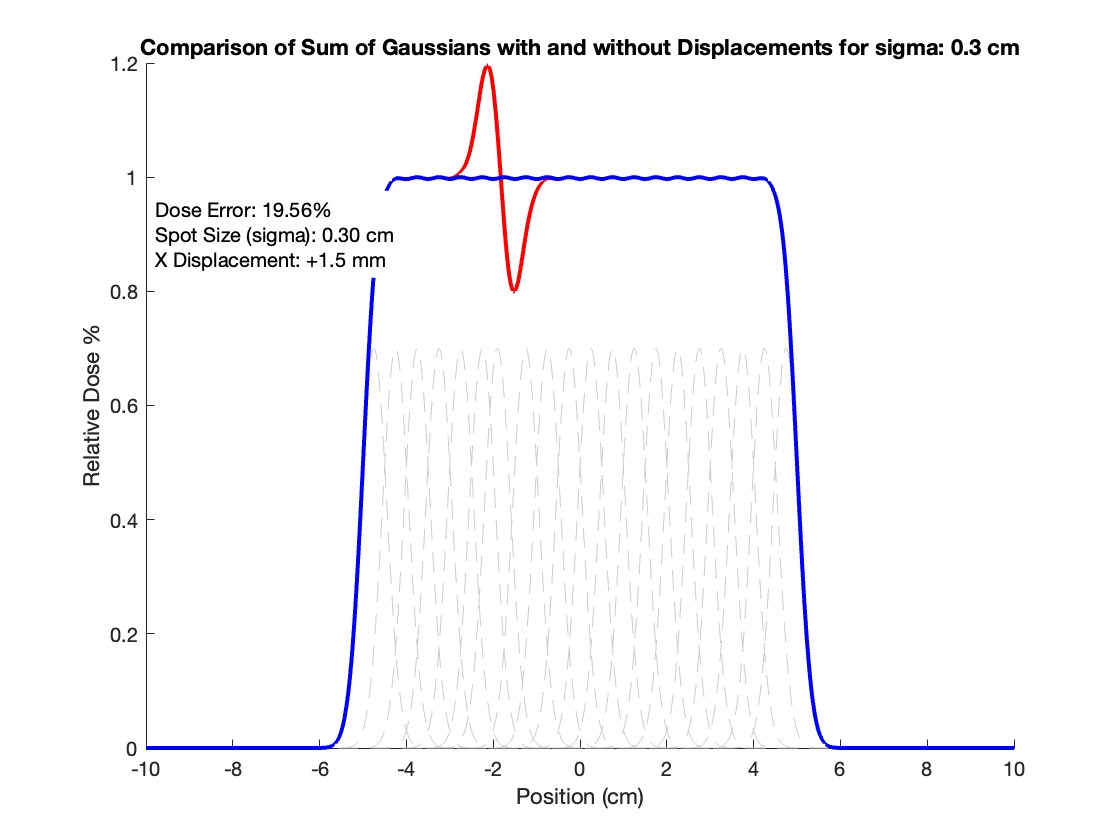 Comparison of Sum of Gaussians with and without Displacements for sigma: 0.3 cm
1.2
1
Dose Error: 19.56%
Spot Size (sigma): 0.30 cm
X Displacement: +1.5 mm
0.8
0.6
0.4
0.2
0
Relative Dose %
-10 -8 -6 -4 -2 0 2 4 6 8 10
Position (cm)